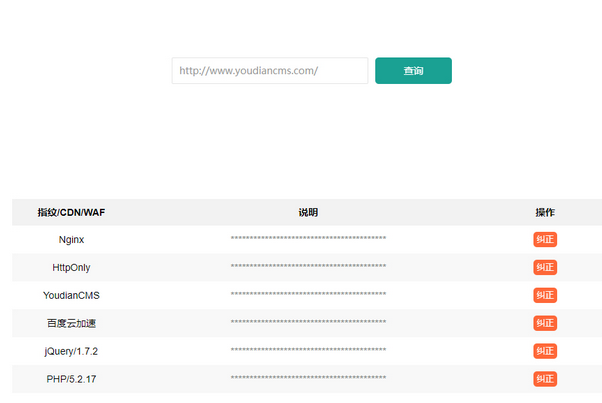 http://www.youdiancms.com/ 查询
指纹/CDN/WAF 说明 操作
Nginx ****************************************** 纠正
HttpOnly ****************************************** 纠正
YoudianCMS ****************************************** 纠正
百度云加速 ****************************************** 纠正
jQuery/1.7.2 ****************************************** 纠正
PHP/5.2.17 ****************************************** 纠正